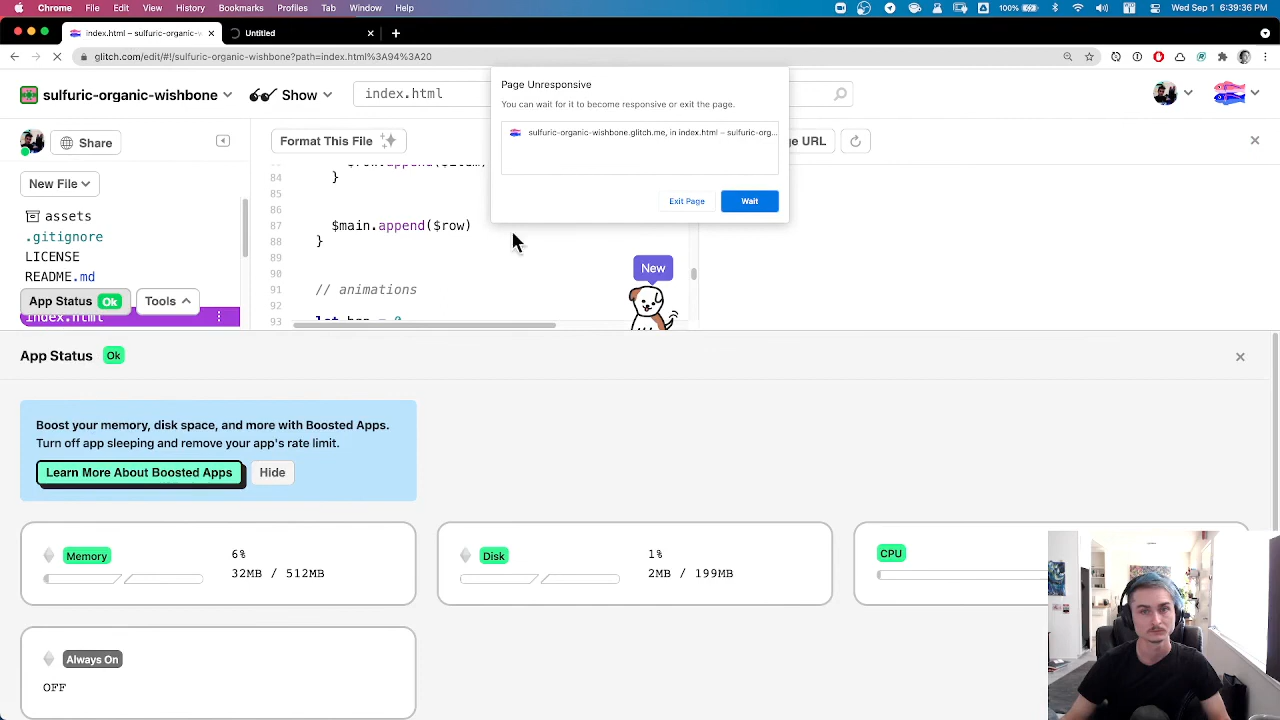 Chrome File Edit View History Bookmarks Profiles Tab Window Help 100% Wed Sep 1 6:39:36 PM
index.html – sulfuric-organic-w × Untitled × +
glitch.com/edit/#!/sulfuric-organic-wishbone?path=index.html%3A94%3A20
sulfuric-organic-wishbone Show index.html
Page Unresponsive
You can wait for it to become responsive or exit the page.
sulfuric-organic-wishbone.glitch.me, in index.html – sulfuric-org...
Exit Page Wait
Share Format This File URL
New File
assets
.gitignore
LICENSE
README.md
App Status Ok Tools
index.html
84 }
85
86
87 $main.append($row)
88 }
89
90
91 // animations
92
93
New
App Status Ok
Boost your memory, disk space, and more with Boosted Apps.
Turn off app sleeping and remove your app's rate limit.
Learn More About Boosted Apps Hide
Memory 6%
32MB / 512MB
Disk 1%
2MB / 199MB
CPU
Always On
OFF